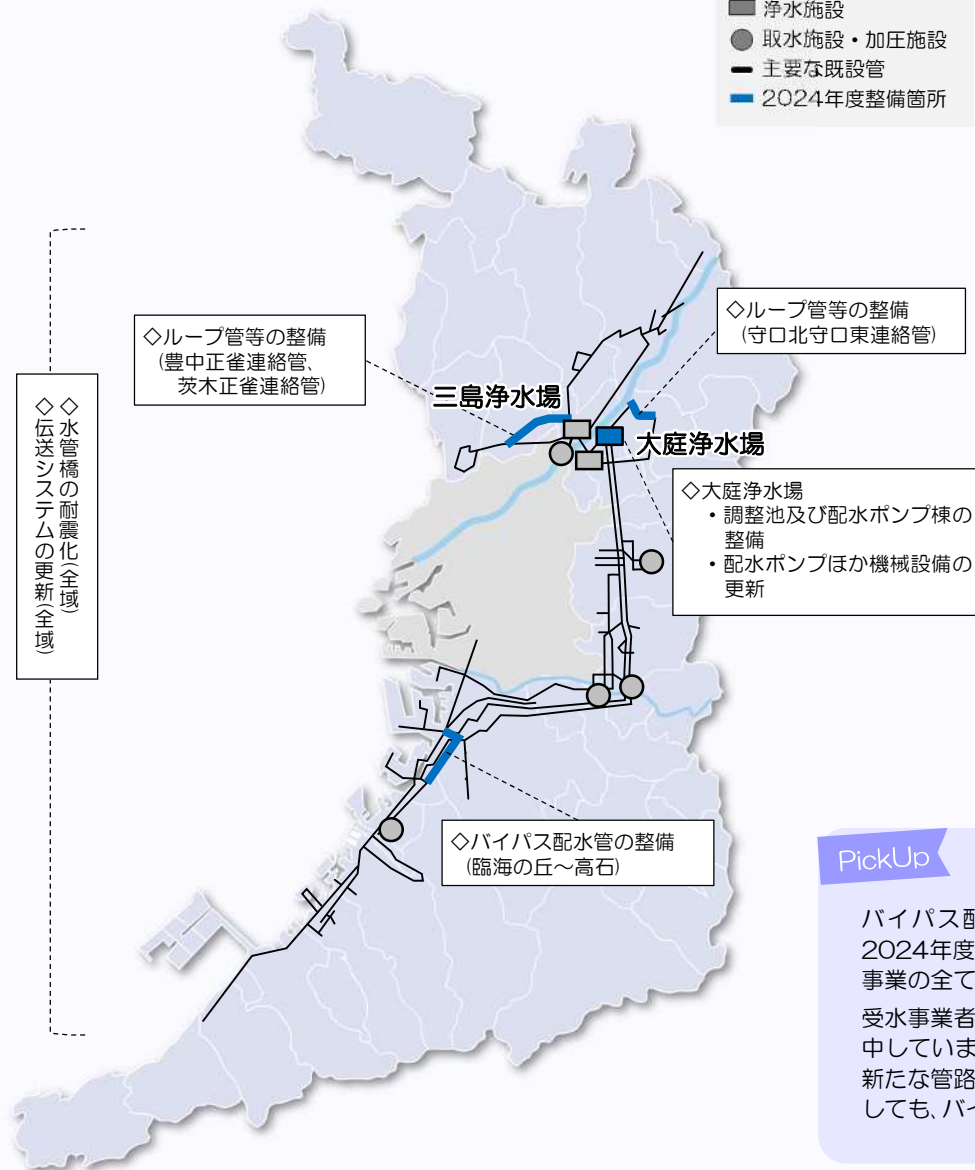 浄水施設
取水施設・加圧施設
主要な既設管
2024年度整備箇所
◇ループ管等の整備
(守口北守口東連絡管)
◇ループ管等の整備
(豊中正雀連絡管、
茨木正雀連絡管)
三島浄水場
大庭浄水場
◇水管橋の耐震化(全域)
◇伝送システムの更新(全域)
◇大庭浄水場
・調整池及び配水ポンプ棟の
整備
・配水ポンプほか機械設備の
更新
◇バイパス配水管の整備
(臨海の丘～高石)
PickUp
バイパス配
2024年度
事業の全て
受水事業者
中していま
新たな管路
しても、バイ